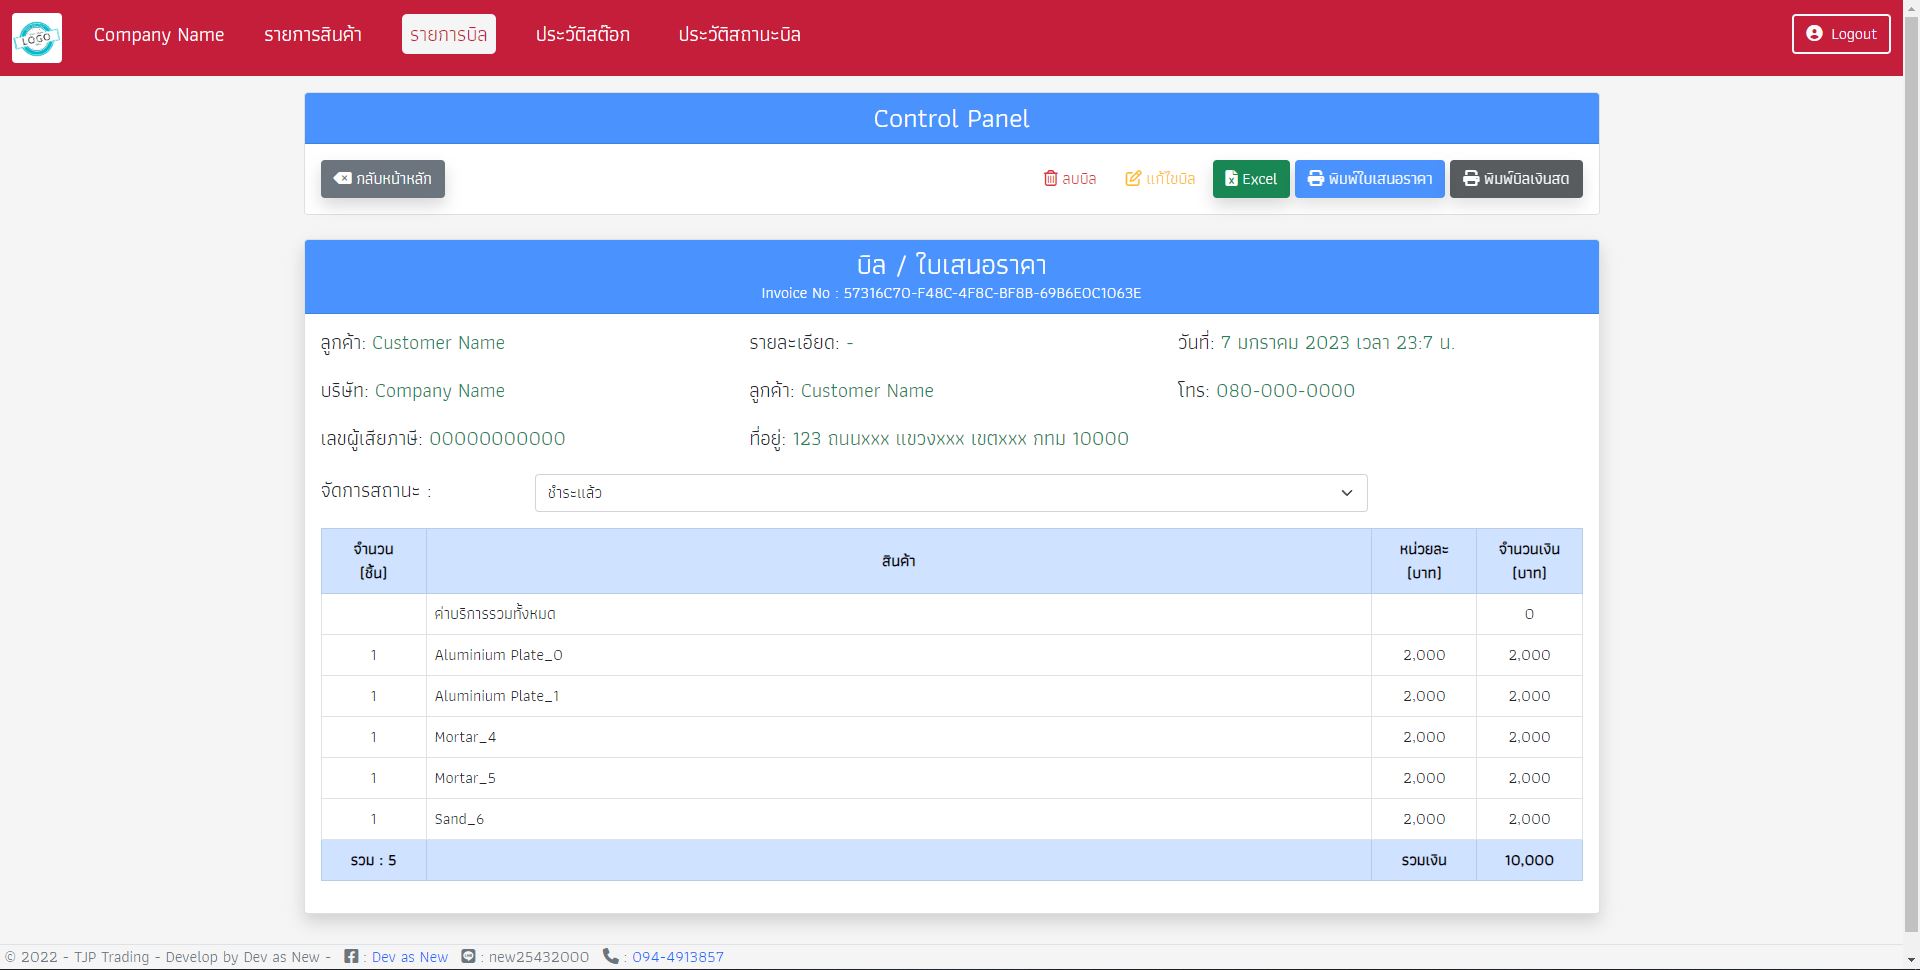 LOGO
Company Name รายการสินค้า รายการบิล ประวัติสต๊อก ประวัติสถานะบิล Logout
Control Panel
กลับหน้าหลัก ลบบิล แก้ไขบิล Excel พิมพ์ใบเสนอราคา พิมพ์บิลเงินสด
บิล / ใบเสนอราคา
Invoice No : 57316C70-F48C-4F8C-BF8B-69B6E0C1063E
ลูกค้า: Customer Name รายละเอียด: - วันที่: 7 มกราคม 2023 เวลา 23:7 น.
บริษัท: Company Name ลูกค้า: Customer Name โทร: 080-000-0000
เลขผู้เสียภาษี: 00000000000 ที่อยู่: 123 ถนนxxx แขวงxxx เขตxxx กทม 10000
จัดการสถานะ : ชำระแล้ว
จำนวน (ชิ้น) สินค้า หน่วยละ (บาท) จำนวนเงิน (บาท)
ค่าบริการรวมทั้งหมด 0
1 Aluminium Plate_0 2,000 2,000
1 Aluminium Plate_1 2,000 2,000
1 Mortar_4 2,000 2,000
1 Mortar_5 2,000 2,000
1 Sand_6 2,000 2,000
รวม : 5 รวมเงิน 10,000
© 2022 - TJP Trading - Develop by Dev as New - : Dev as New : new25432000 : 094-4913857